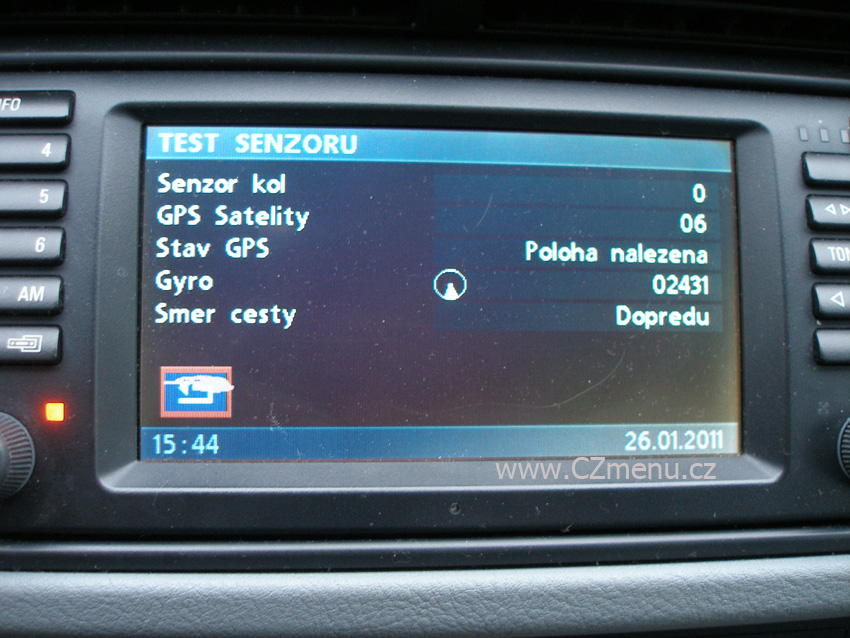 INFO
4
5
6
AM
TEST SENZORU
Senzor kol 0
GPS Satelity 06
Stav GPS Poloha nalezena
Gyro 02431
Smer cesty Dopredu
15:44 26.01.2011
www.CZmenu.cz